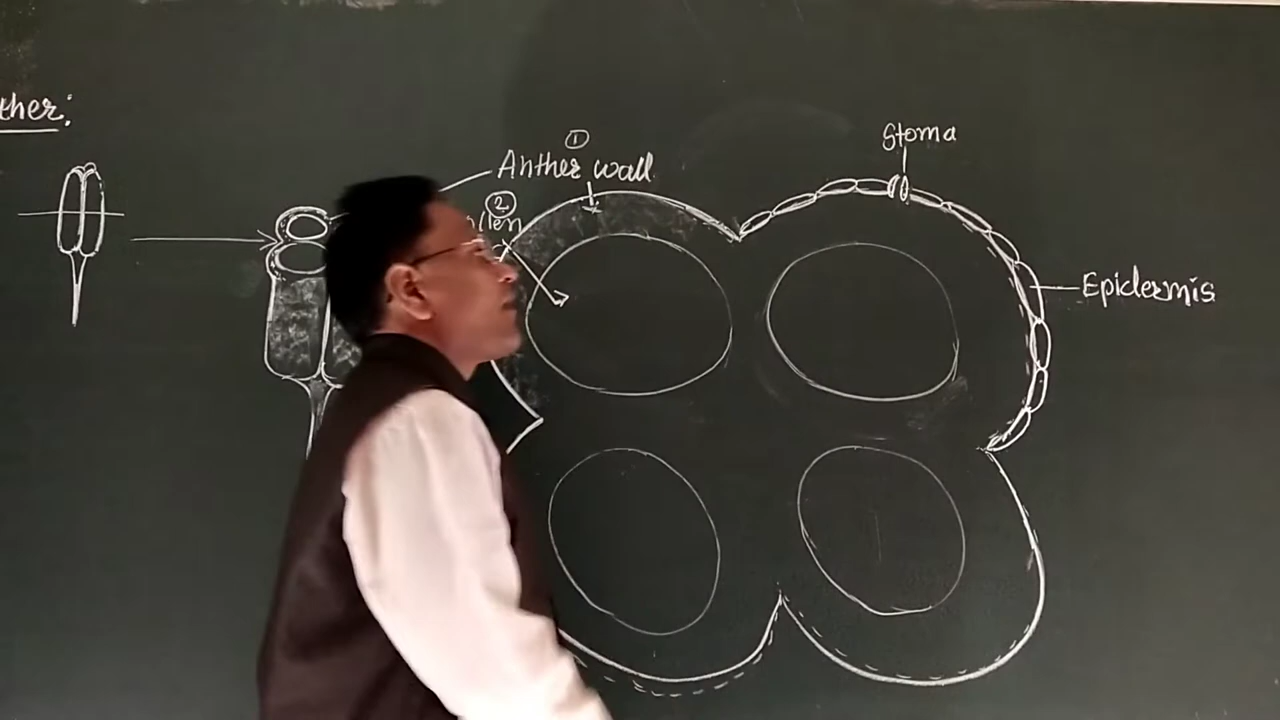 ther:
① 
Anther wall
②
llen
Stoma
Epidermis